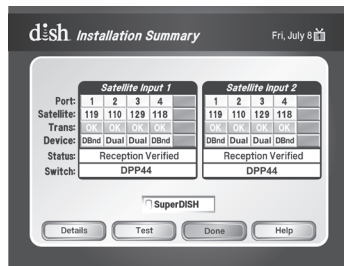 dish Installation Summary Fri, July 8
Satellite Input 1 Satellite Input 2
Port: 1 2 3 4 1 2 3 4
Satellite: 119 110 129 118 119 110 129 118
Trans: OK OK OK OK OK OK OK OK
Device: DBnd Dual Dual DBnd DBnd Dual Dual DBnd
Status: Reception Verified Reception Verified
Switch: DPP44 DPP44
SuperDISH
Details Test Done Help